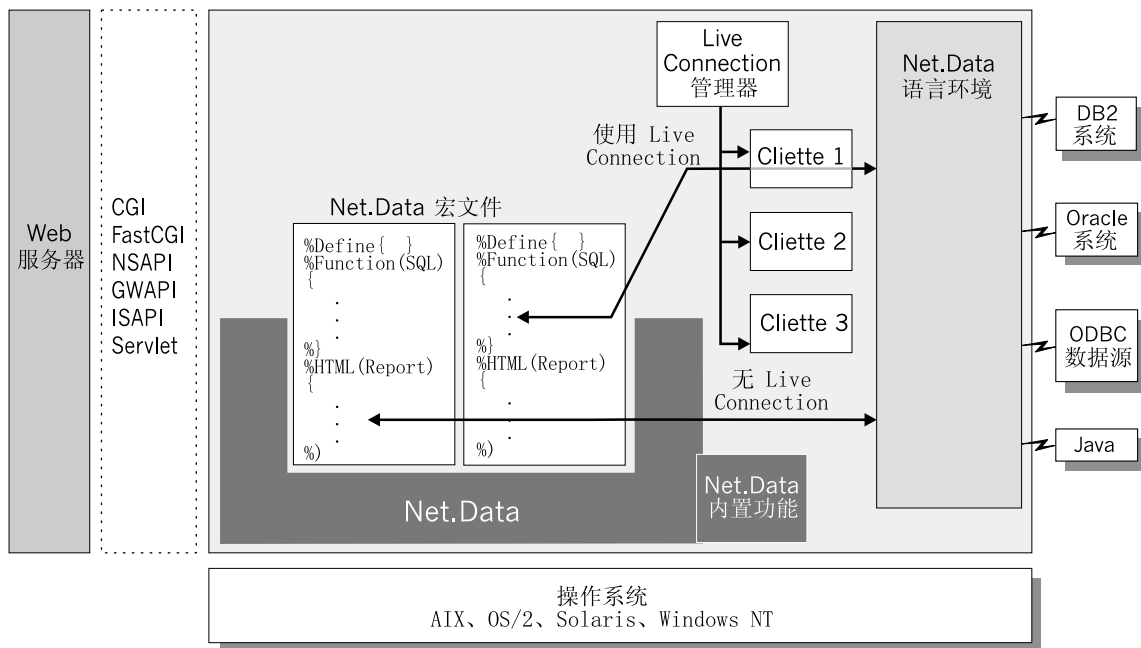 Web
服务器
CGI
FastCGI
NSAPI
GWAPI
ISAPI
Servlet
Net.Data 宏文件
%Define{  }
%Function(SQL)
{
.
.
.
%}
%HTML(Report)
{
.
.
.
%)
%Define{  }
%Function(SQL)
{
.
.
.
%}
%HTML(Report)
{
.
.
.
%)
Net.Data
Net.Data
内置功能
Live
Connection
管理器
使用 Live
Connection
Cliette 1
Cliette 2
Cliette 3
无 Live
Connection
Net.Data
语言环境
DB2
系统
Oracle
系统
ODBC
数据源
Java
操作系统
AIX、OS/2、Solaris、Windows NT